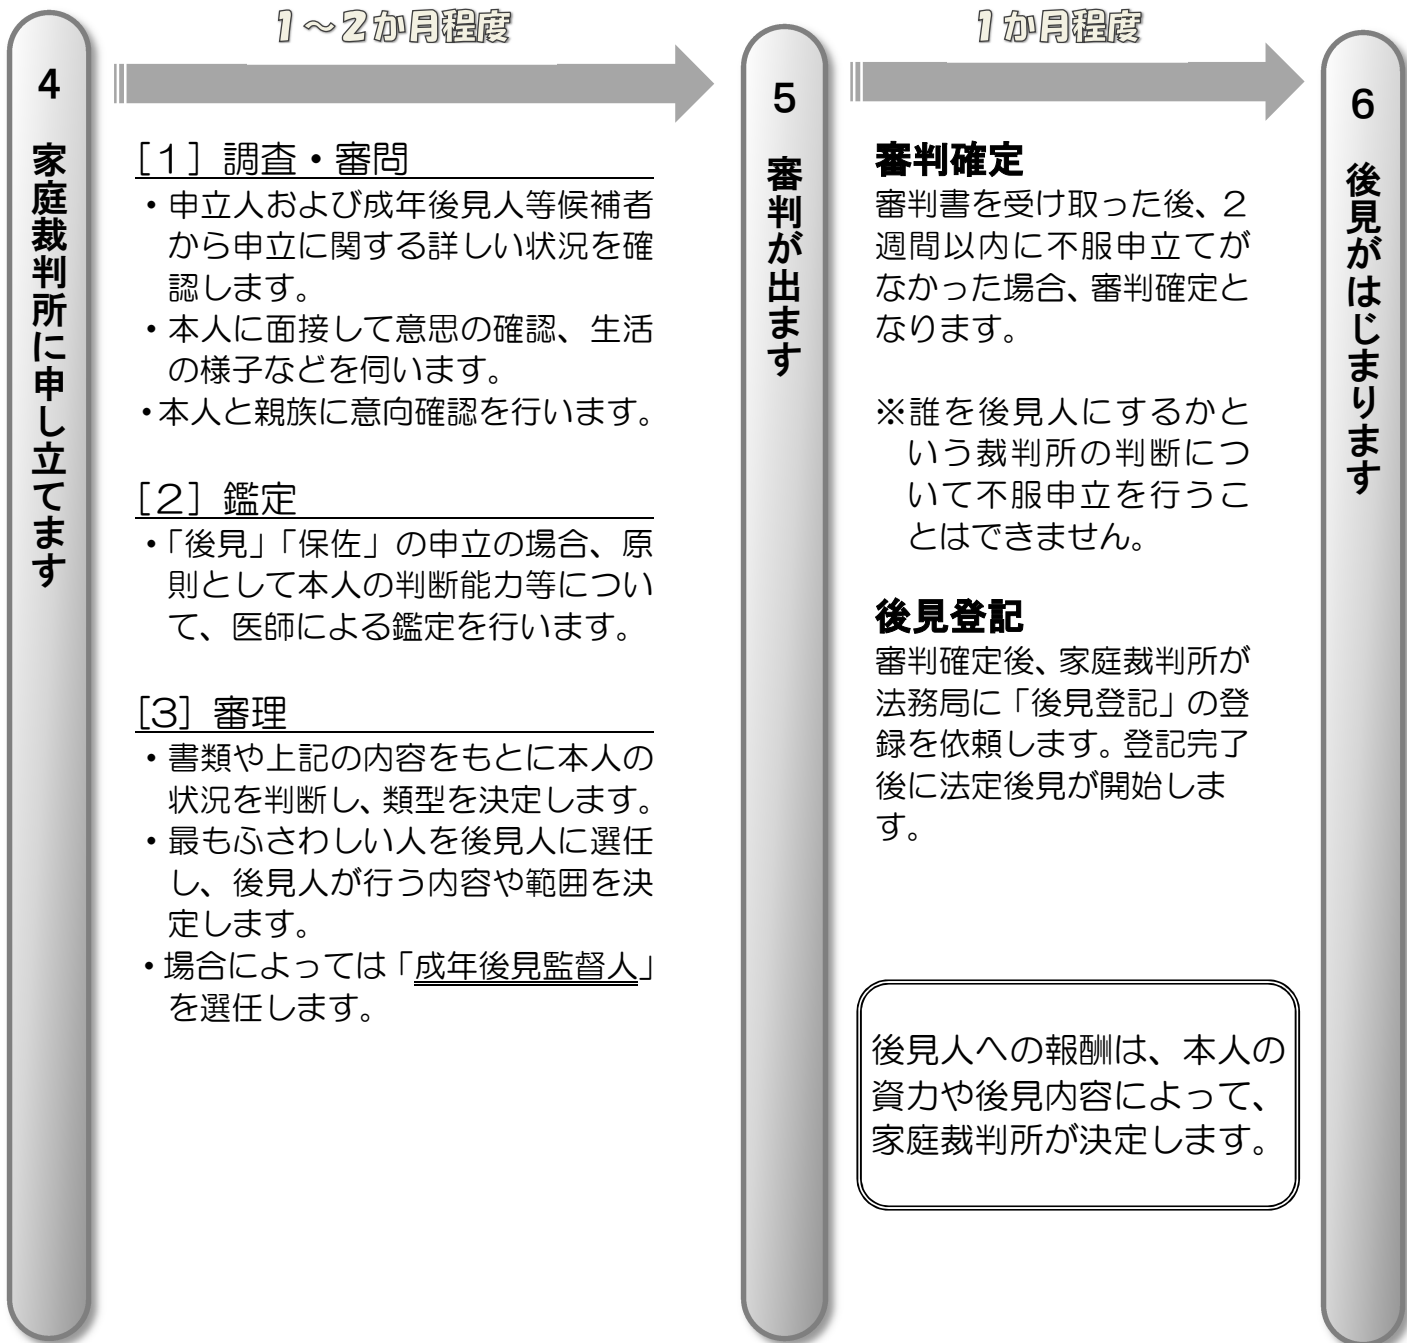 4 家庭裁判所に申し立てます
1～2か月程度
[1] 調査・審問
・申立人および成年後見人等候補者
から申立に関する詳しい状況を確
認します。
・本人に面接して意思の確認、生活
の様子などを伺います。
・本人と親族に意向確認を行います。
[2] 鑑定
・「後見」「保佐」の申立の場合、原
則として本人の判断能力等につい
て、医師による鑑定を行います。
[3] 審理
・書類や上記の内容をもとに本人の
状況を判断し、類型を決定します。
・最もふさわしい人を後見人に選任
し、後見人が行う内容や範囲を決
定します。
・場合によっては「成年後見監督人」
を選任します。
5 審判が出ます
1か月程度
審判確定
審判書を受け取った後、2
週間以内に不服申立てが
なかった場合、審判確定と
なります。
※誰を後見人にするかと
いう裁判所の判断につ
いて不服申立を行うこ
とはできません。
後見登記
審判確定後、家庭裁判所が
法務局に「後見登記」の登
録を依頼します。登記完了
後に法定後見が開始しま
す。
後見人への報酬は、本人の
資力や後見内容によって、
家庭裁判所が決定します。
6 後見がはじまります